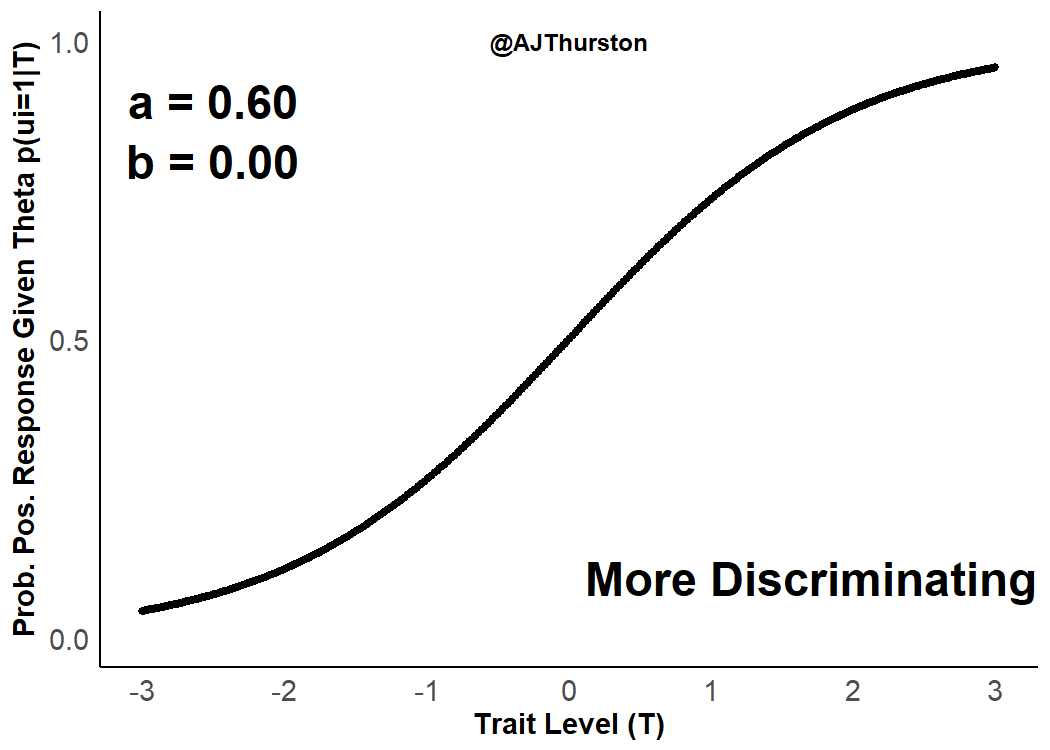 @AJThurston
a = 0.60
b = 0.00
Prob. Pos. Response Given Theta p(ui=1|T)
1.0
0.5
0.0
More Discriminating
-3 -2 -1 0 1 2 3
Trait Level (T)